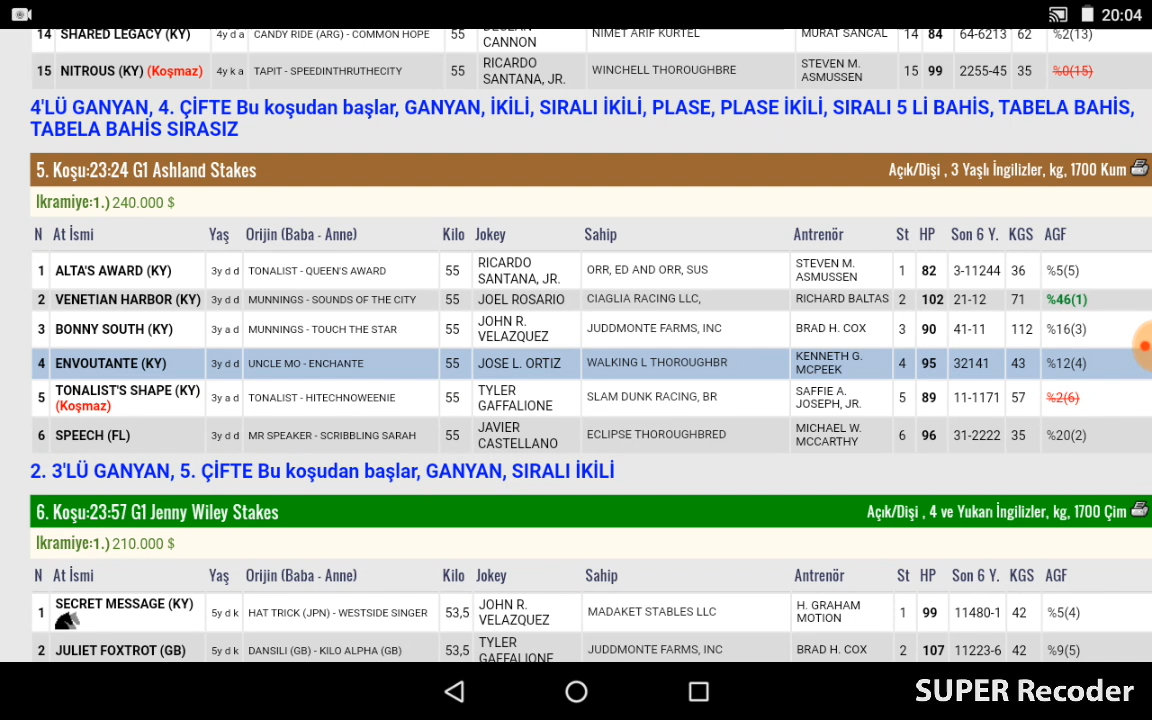 20:04
14 SHARED LEGACY (KY) 4y d a CANDY RIDE (ARG) - COMMON HOPE 55 DECLAN CANNON NIMET ARIF KURTEL MURAT SANCAL 14 84 64-6213 62 %2(13)
15 NITROUS (KY) (Koşmaz) 4y k a TAPIT - SPEEDINTHRUTHECITY 55 RICARDO SANTANA, JR. WINCHELL THOROUGHBRE STEVEN M. ASMUSSEN 15 99 2255-45 35 %0(15)
4'LÜ GANYAN, 4. ÇİFTE Bu koşudan başlar, GANYAN, İKİLİ, SIRALI İKİLİ, PLASE, PLASE İKİLİ, SIRALI 5 Lİ BAHİS, TABELA BAHİS,
TABELA BAHİS SIRASIZ
5. Koşu:23:24 G1 Ashland Stakes Açık/Dişi , 3 Yaşlı İngilizler, kg, 1700 Kum
Ikramiye:1.) 240.000 $
N At İsmi Yaş Orijin (Baba - Anne) Kilo Jokey Sahip Antrenör St HP Son 6 Y. KGS AGF
1 ALTA'S AWARD (KY) 3y d d TONALIST - QUEEN'S AWARD 55 RICARDO SANTANA, JR. ORR, ED AND ORR, SUS STEVEN M. ASMUSSEN 1 82 3-11244 36 %5(5)
2 VENETIAN HARBOR (KY) 3y d d MUNNINGS - SOUNDS OF THE CITY 55 JOEL ROSARIO CIAGLIA RACING LLC, RICHARD BALTAS 2 102 21-12 71 %46(1)
3 BONNY SOUTH (KY) 3y a d MUNNINGS - TOUCH THE STAR 55 JOHN R. VELAZQUEZ JUDDMONTE FARMS, INC BRAD H. COX 3 90 41-11 112 %16(3)
4 ENVOUTANTE (KY) 3y d d UNCLE MO - ENCHANTE 55 JOSE L. ORTIZ WALKING L THOROUGHBR KENNETH G. MCPEEK 4 95 32141 43 %12(4)
5 TONALIST'S SHAPE (KY) (Koşmaz) 3y a d TONALIST - HITECHNOWEENIE 55 TYLER GAFFALIONE SLAM DUNK RACING, BR SAFFIE A. JOSEPH, JR. 5 89 11-1171 57 %2(6)
6 SPEECH (FL) 3y d d MR SPEAKER - SCRIBBLING SARAH 55 JAVIER CASTELLANO ECLIPSE THOROUGHBRED MICHAEL W. MCCARTHY 6 96 31-2222 35 %20(2)
2. 3'LÜ GANYAN, 5. ÇİFTE Bu koşudan başlar, GANYAN, SIRALI İKİLİ
6. Koşu:23:57 G1 Jenny Wiley Stakes Açık/Dişi , 4 ve Yukarı İngilizler, kg, 1700 Çim
Ikramiye:1.) 210.000 $
N At İsmi Yaş Orijin (Baba - Anne) Kilo Jokey Sahip Antrenör St HP Son 6 Y. KGS AGF
1 SECRET MESSAGE (KY) 5y d k HAT TRICK (JPN) - WESTSIDE SINGER 53,5 JOHN R. VELAZQUEZ MADAKET STABLES LLC H. GRAHAM MOTION 1 99 11480-1 42 %5(4)
2 JULIET FOXTROT (GB) 5y d k DANSILI (GB) - KILO ALPHA (GB) 53,5 TYLER GAFFALIONE JUDDMONTE FARMS, INC BRAD H. COX 2 107 11223-6 42 %9(5)
SUPER Recoder